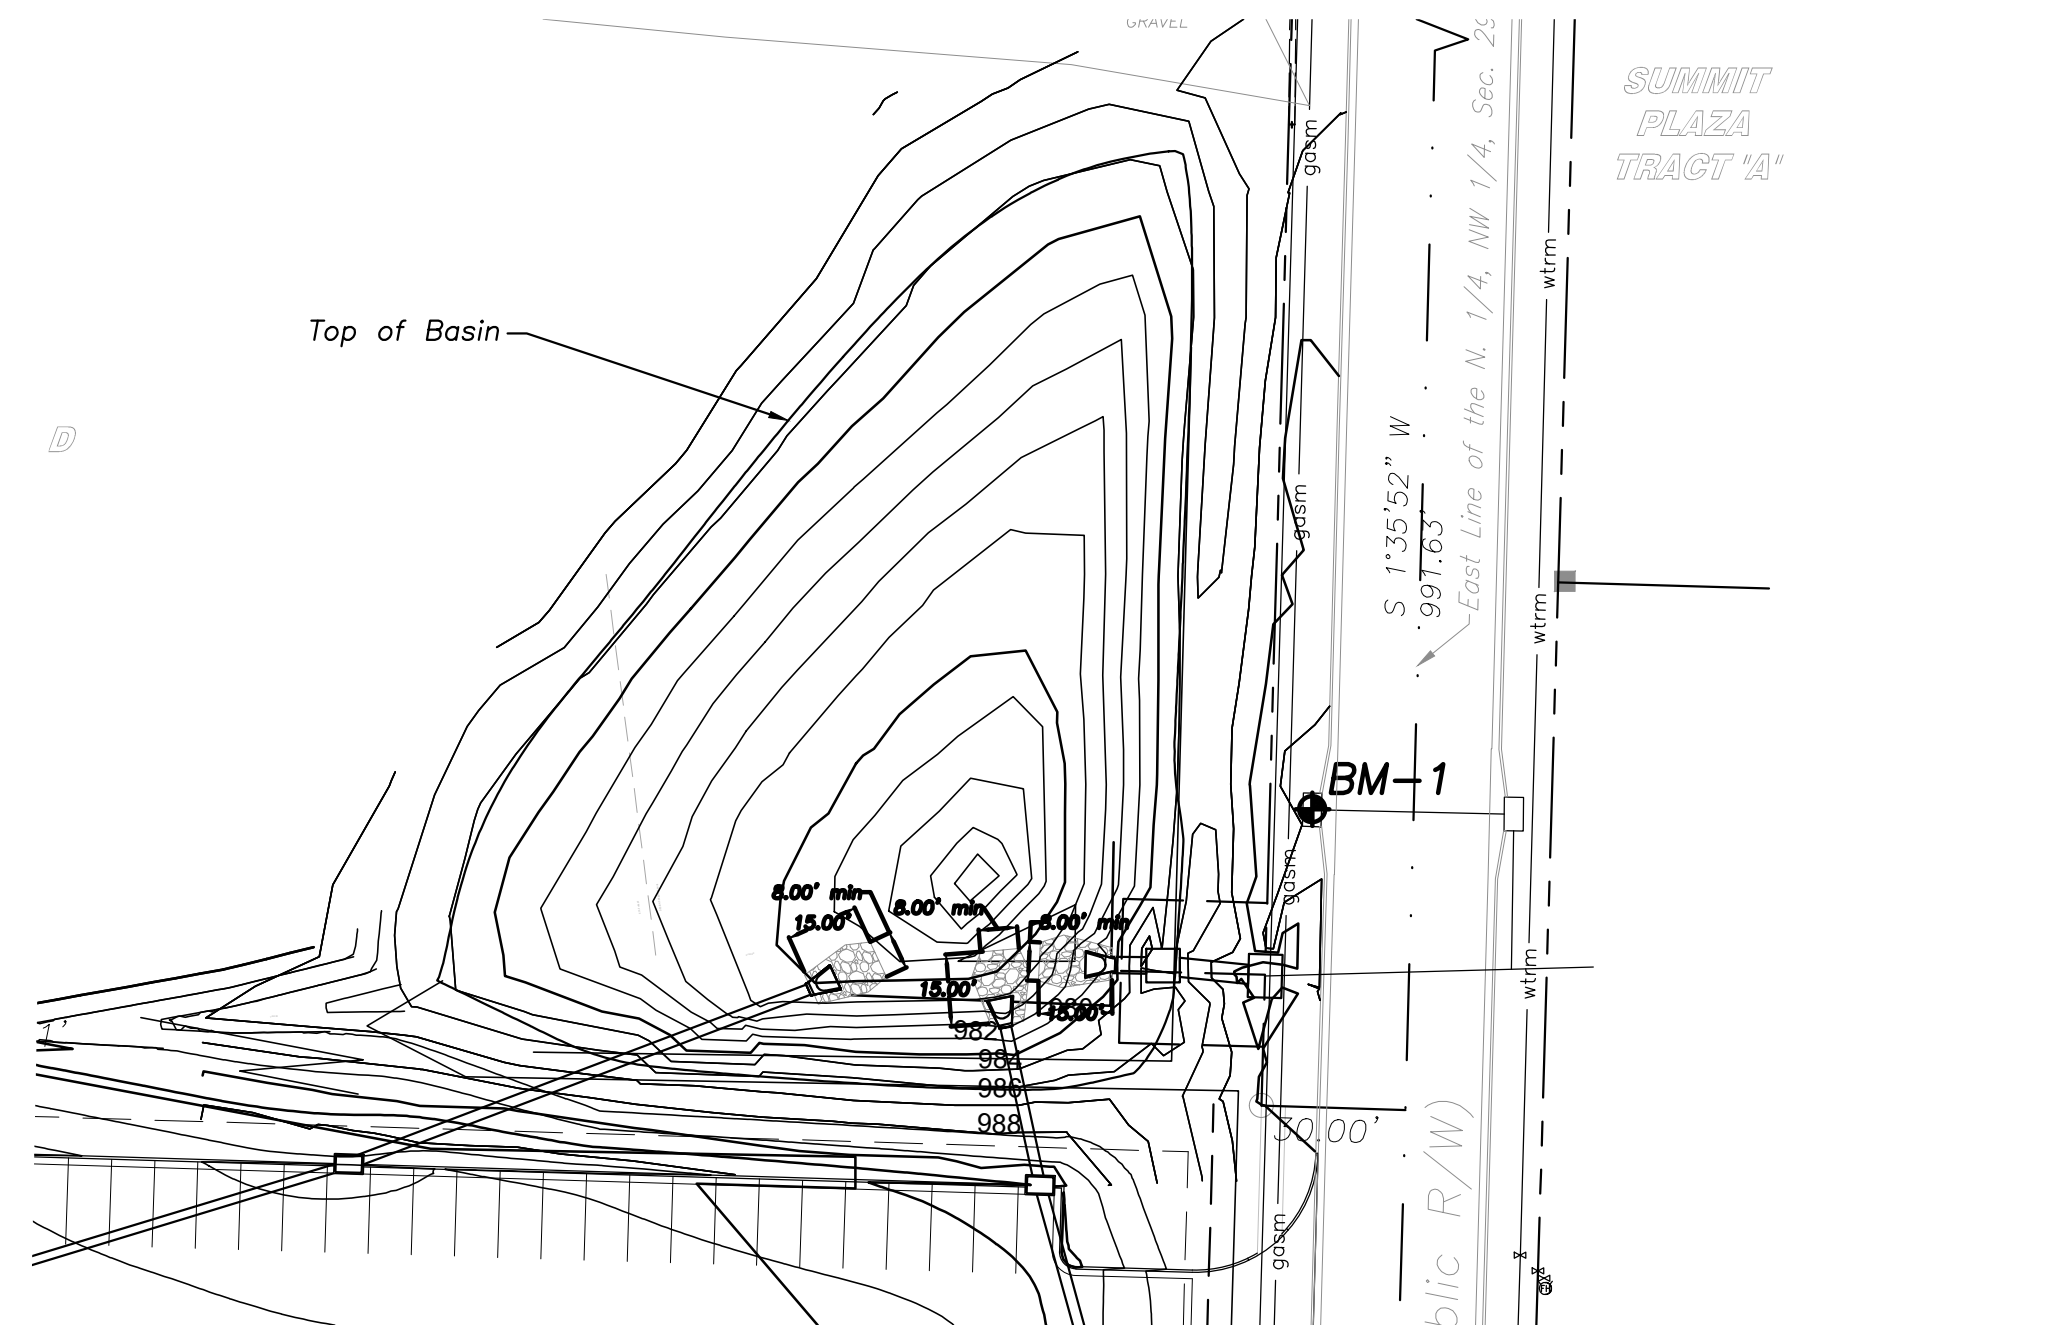 GRAVEL
SUMMIT
PLAZA
TRACT "A"
gasm
wtrm
Top of Basin
D
East Line of the N. 1/4, NW 1/4, Sec. 29
S 1°35'52" W
991.63'
gasm
wtrm
BM-1
gasm
8.00' min
8.00' min
15.00'
8.00' min
15.00'
980
15.00'
wtrm
1'
982
984
986
988
30.00'
blic R/W)
gasm